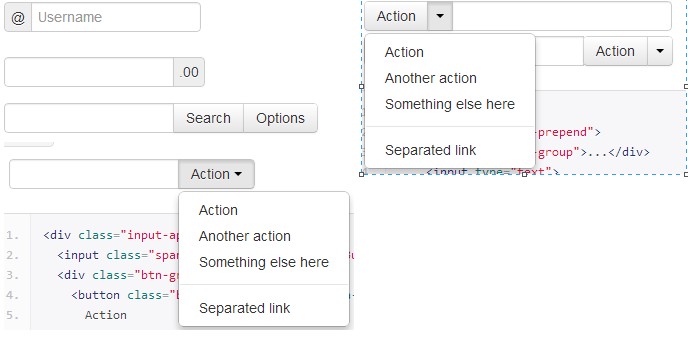 @ Username
.00
Search Options
Action
Action
Another action
Something else here
Separated link
1. <div class="input-ap
2. <input class="span
3. <div class="btn-gr
4. <button class="b
5. Action
Action
Action
Another action
Something else here
Separated link
Action
-prepend">
-group">...</div>
<input type="text">